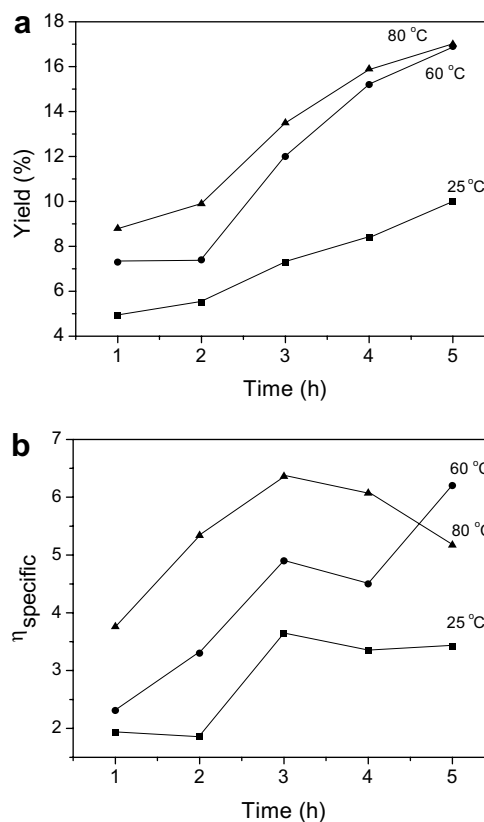 a
18
80 °C
16
60 °C
14
12
25 °C
10
8
6
4
Yield (%)
1 2 3 4 5
Time (h)
b
7
60 °C
6
80 °C
5
4
25 °C
3
2
ηspecific
1 2 3 4 5
Time (h)